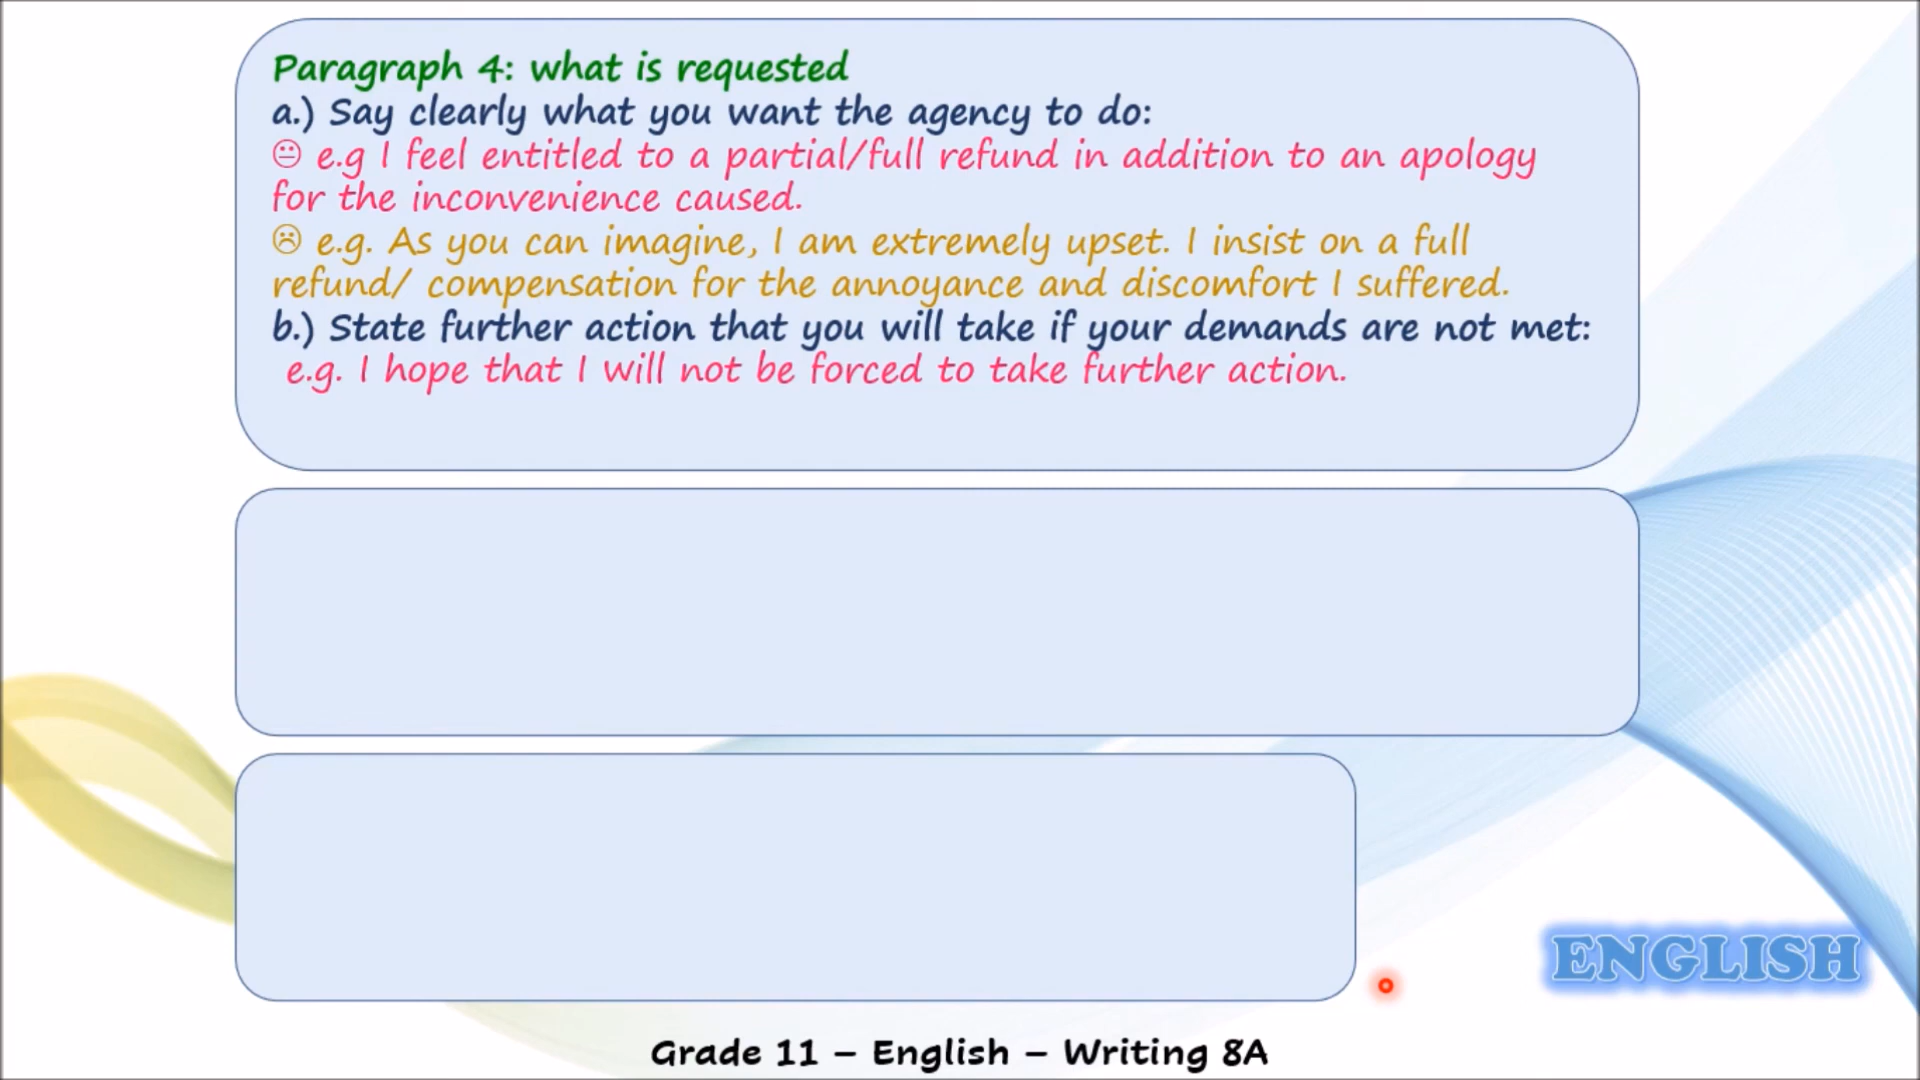 Paragraph 4: what is requested
a.) Say clearly what you want the agency to do:
😐 e.g I feel entitled to a partial/full refund in addition to an apology
for the inconvenience caused.
☹ e.g. As you can imagine, I am extremely upset. I insist on a full
refund/ compensation for the annoyance and discomfort I suffered.
b.) State further action that you will take if your demands are not met:
e.g. I hope that I will not be forced to take further action.
ENGLISH
Grade 11 – English – Writing 8A